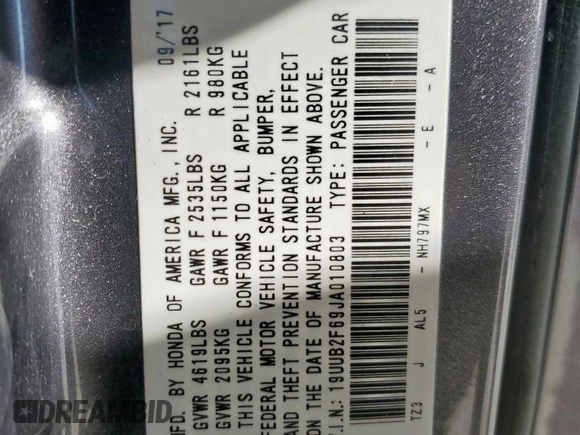 MFD. BY HONDA OF AMERICA MFG., INC. 09/'17
GVWR 4619LBS GAWR F 2535LBS R 2161LBS
GVWR 2095KG GAWR F 1150KG R 980KG
THIS VEHICLE CONFORMS TO ALL APPLICABLE
FEDERAL MOTOR VEHICLE SAFETY, BUMPER,
AND THEFT PREVENTION STANDARDS IN EFFECT
ON THE DATE OF MANUFACTURE SHOWN ABOVE.
V.I.N.: 19UUB2F69JA010803 TYPE: PASSENGER CAR
TZ3 J AL5 - NH797MX - E - A
DREAMBID